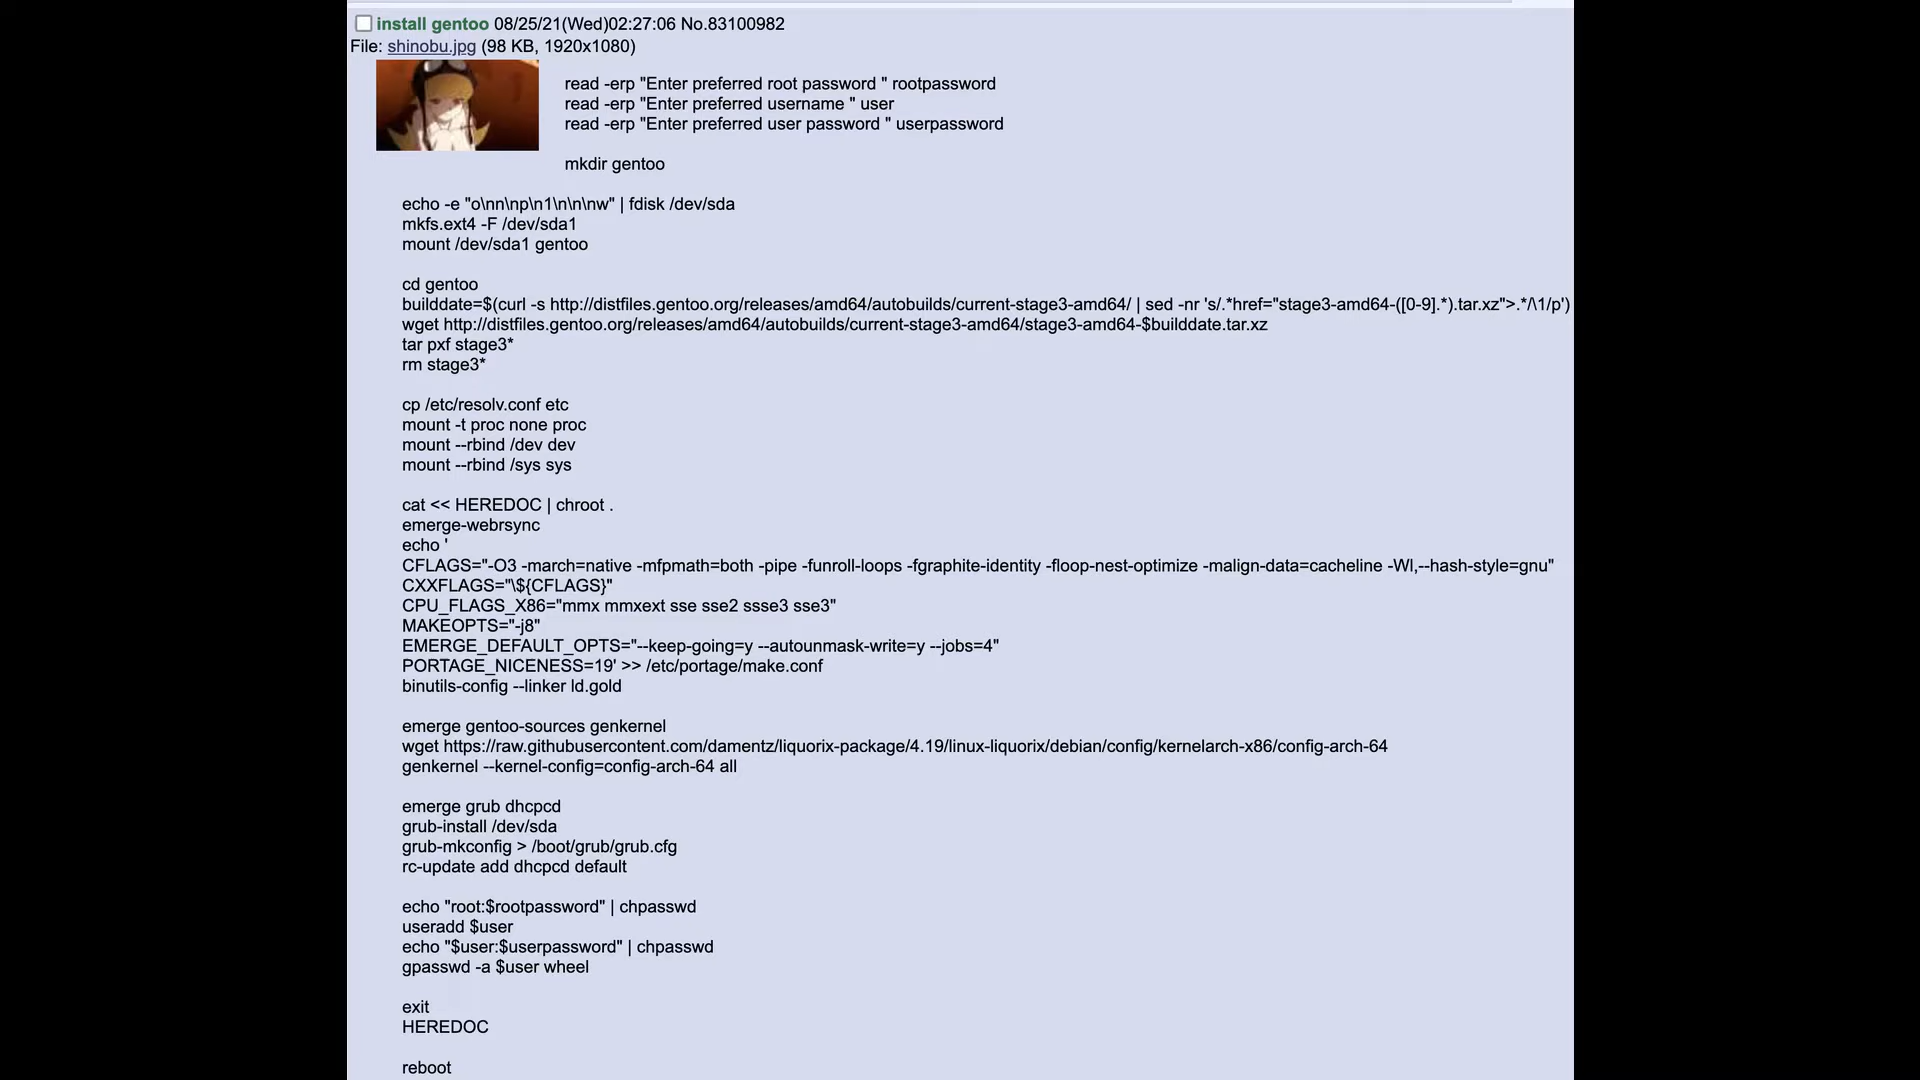 install gentoo 08/25/21(Wed)02:27:06 No.83100982
File: shinobu.jpg (98 KB, 1920x1080)
read -erp "Enter preferred root password " rootpassword
read -erp "Enter preferred username " user
read -erp "Enter preferred user password " userpassword
mkdir gentoo
echo -e "o\nn\np\n1\n\n\nw" | fdisk /dev/sda
mkfs.ext4 -F /dev/sda1
mount /dev/sda1 gentoo
cd gentoo
builddate=$(curl -s http://distfiles.gentoo.org/releases/amd64/autobuilds/current-stage3-amd64/ | sed -nr 's/.*href="stage3-amd64-([0-9].*).tar.xz">.*/\1/p')
wget http://distfiles.gentoo.org/releases/amd64/autobuilds/current-stage3-amd64/stage3-amd64-$builddate.tar.xz
tar pxf stage3*
rm stage3*
cp /etc/resolv.conf etc
mount -t proc none proc
mount --rbind /dev dev
mount --rbind /sys sys
cat << HEREDOC | chroot .
emerge-webrsync
echo '
CFLAGS="-O3 -march=native -mfpmath=both -pipe -funroll-loops -fgraphite-identity -floop-nest-optimize -malign-data=cacheline -Wl,--hash-style=gnu"
CXXFLAGS="\${CFLAGS}"
CPU_FLAGS_X86="mmx mmxext sse sse2 ssse3 sse3"
MAKEOPTS="-j8"
EMERGE_DEFAULT_OPTS="--keep-going=y --autounmask-write=y --jobs=4"
PORTAGE_NICENESS=19' >> /etc/portage/make.conf
binutils-config --linker ld.gold
emerge gentoo-sources genkernel
wget https://raw.githubusercontent.com/damentz/liquorix-package/4.19/linux-liquorix/debian/config/kernelarch-x86/config-arch-64
genkernel --kernel-config=config-arch-64 all
emerge grub dhcpcd
grub-install /dev/sda
grub-mkconfig > /boot/grub/grub.cfg
rc-update add dhcpcd default
echo "root:$rootpassword" | chpasswd
useradd $user
echo "$user:$userpassword" | chpasswd
gpasswd -a $user wheel
exit
HEREDOC
reboot